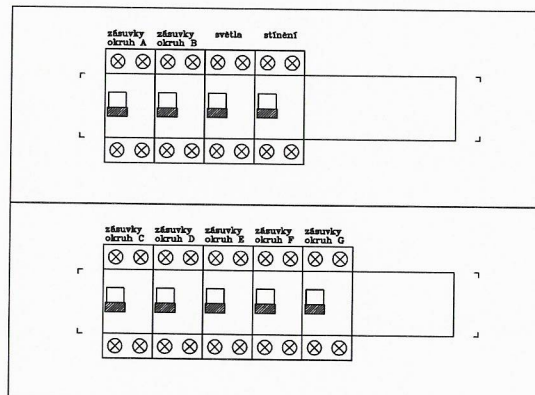 zásuvky
okruh A
zásuvky
okruh B
světla
stínění
zásuvky
okruh C
zásuvky
okruh D
zásuvky
okruh E
zásuvky
okruh F
zásuvky
okruh G